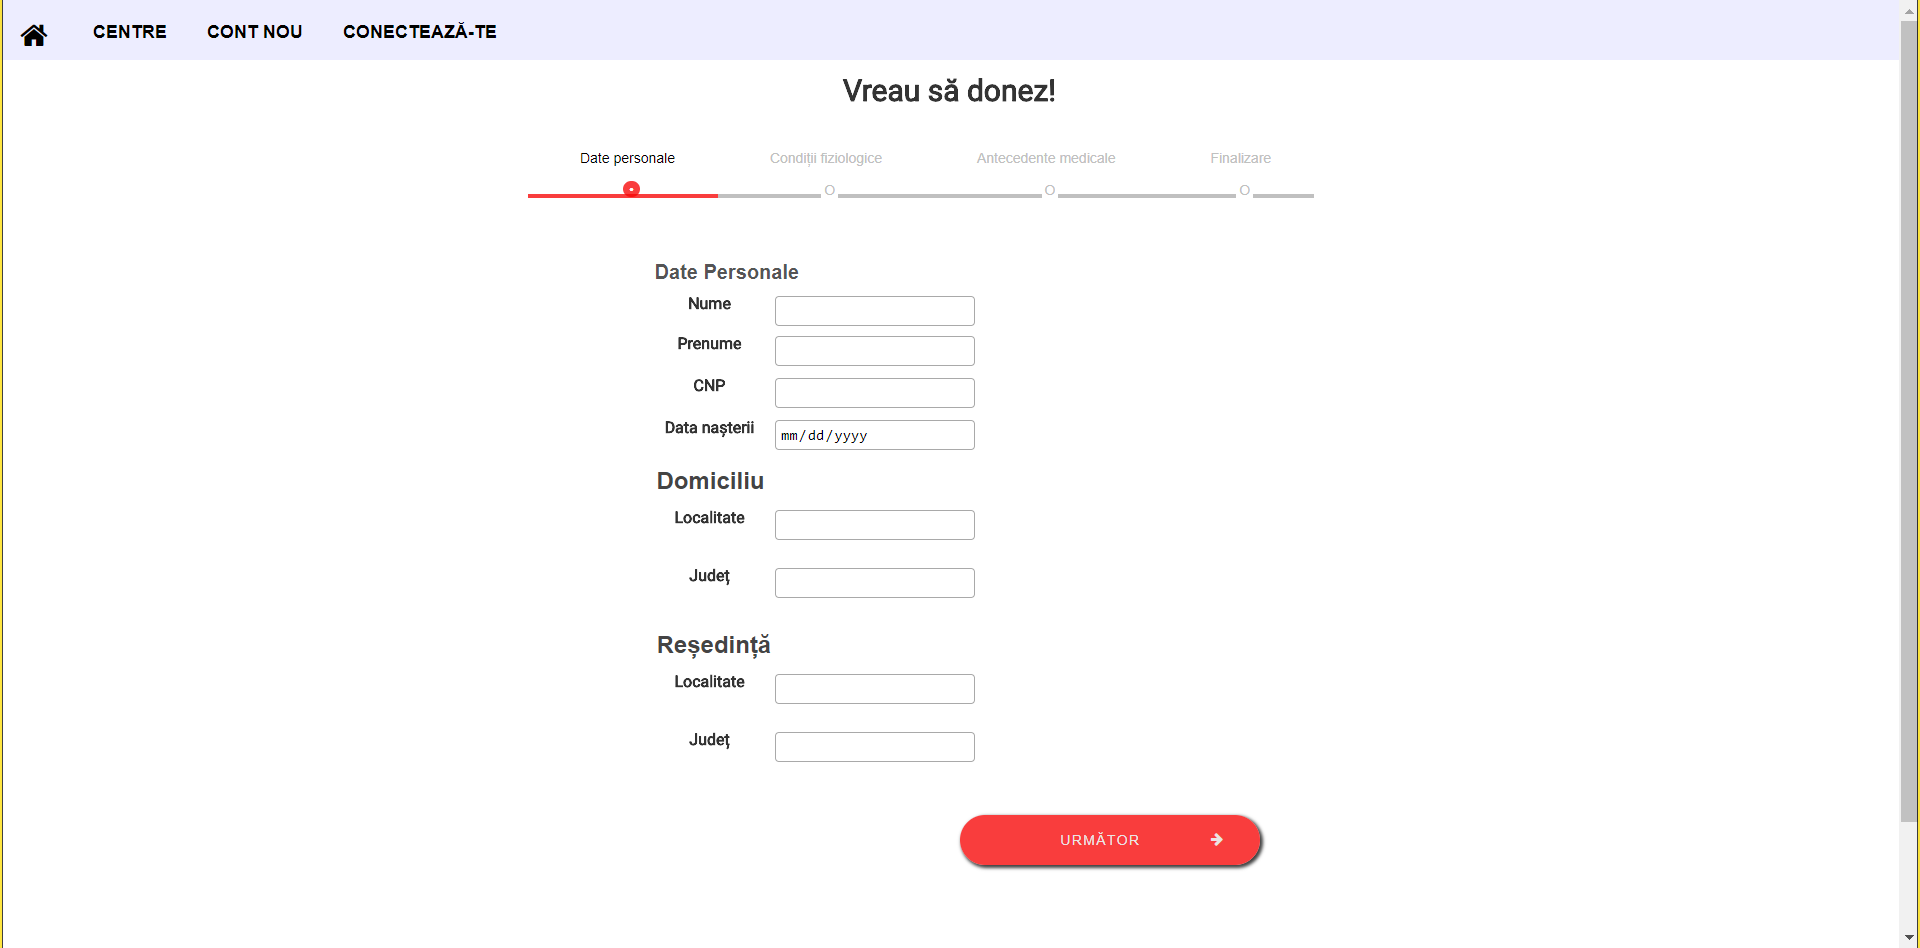 CENTRE CONT NOU CONECTEAZĂ-TE
Vreau să donez!
Date personale Condiții fiziologice Antecedente medicale Finalizare
Date Personale
Nume
Prenume
CNP
Data nașterii mm/dd/yyyy
Domiciliu
Localitate
Județ
Reședință
Localitate
Județ
URMĂTOR